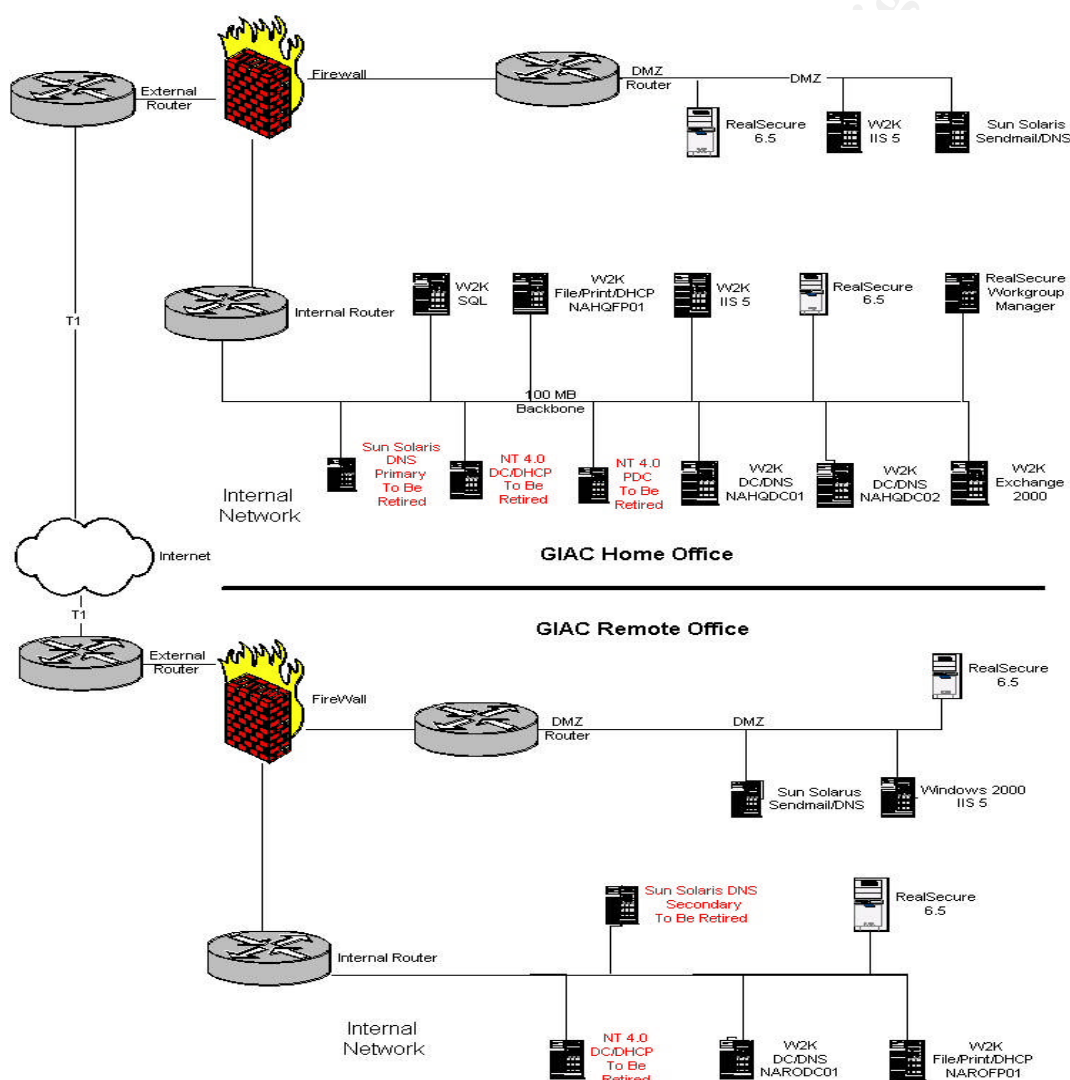 Firewall
DMZ
Router
DMZ
External
Router
RealSecure
6.5
W2K
IIS 5
Sun Solaris
Sendmail/DNS
T1
Internal Router
W2K
SQL
W2K
File/Print/DHCP
NAHQFP01
W2K
IIS 5
RealSecure
6.5
RealSecure
Workgroup
Manager
100 MB
Backbone
Sun Solaris
DNS
Primary
To Be
Retired
NT 4.0
DC/DHCP
To Be
Retired
NT 4.0
PDC
To Be
Retired
W2K
DC/DNS
NAHQDC01
W2K
DC/DNS
NAHQDC02
W2K
Exchange
2000
Internal
Network
GIAC Home Office
Internet
T1
GIAC Remote Office
External
Router
FireWall
DMZ
Router
DMZ
RealSecure
6.5
Sun Solarus
Sendmail/DNS
Windows 2000
IIS 5
Sun Solaris DNS
Secondary
To Be Retired
RealSecure
6.5
Internal Router
Internal
Network
NT 4.0
DC/DHCP
To Be
Retired
W2K
DC/DNS
NARODC01
W2K
File/Print/DHCP
NAROFP01